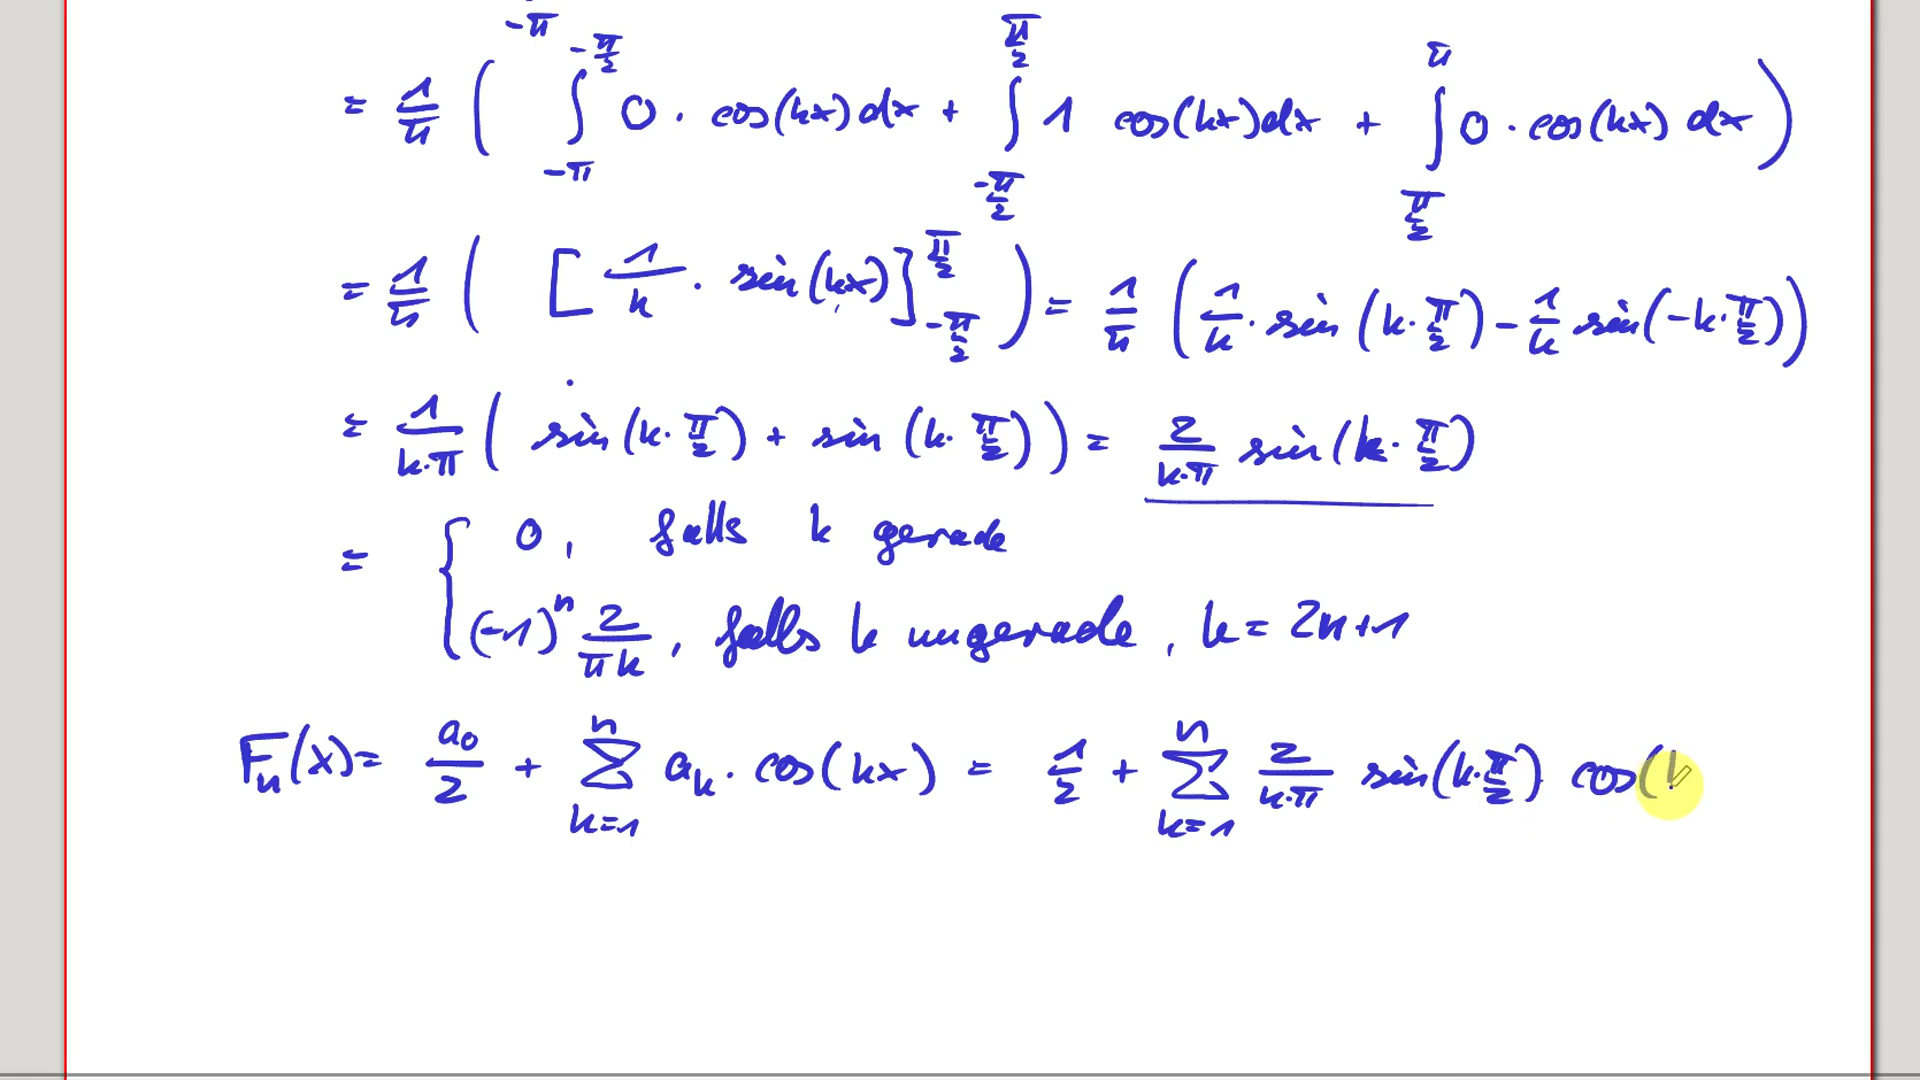 -π
= 1/π ( ∫_{-π}^{-π/2} 0 · cos(kx) dx + ∫_{-π/2}^{π/2} 1 cos(kx) dx + ∫_{π/2}^{π} 0 · cos(kx) dx )
= 1/π ( [ 1/k · sin(kx) ]_{-π/2}^{π/2} ) = 1/π ( 1/k · sin(k·π/2) - 1/k sin(-k·π/2) )
= 1/(k·π) ( sin(k·π/2) + sin(k·π/2) ) = 2/(k·π) sin(k·π/2)
= { 0, falls k gerade
(-1)^n 2/(πk), falls k ungerade, k = 2n+1
F_n(x) = a_0/2 + ∑_{k=1}^{n} a_k · cos(kx) = 1/2 + ∑_{k=1}^{n} 2/(k·π) sin(k·π/2) cos(